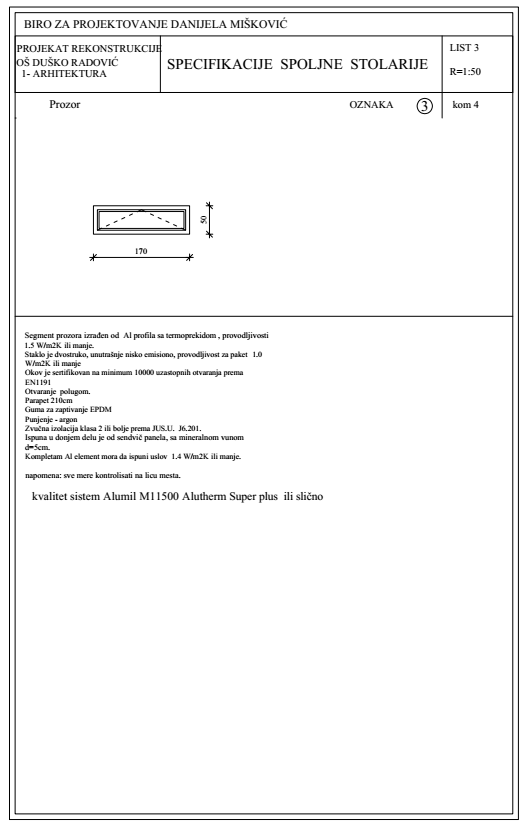 BIRO ZA PROJEKTOVANJE DANIJELA MIŠKOVIĆ
PROJEKAT REKONSTRUKCIJE
OŠ DUŠKO RADOVIĆ
1- ARHITEKTURA
SPECIFIKACIJE SPOLJNE STOLARIJE
LIST 3
R=1:50
Prozor
OZNAKA 3
kom 4
50
170
Segment prozora izrađen od Al profila sa termoprekidom , provodljivosti
1.5 W/m2K ili manje.
Staklo je dvostruko, unutrašnje nisko emisiono, provodljivost za paket 1.0
W/m2K ili manje
Okov je sertifikovan na minimum 10000 uzastopnih otvaranja prema
EN1191
Otvaranje polugom.
Parapet 210cm
Guma za zaptivanje EPDM
Punjenje - argon
Zvučna izolacija klasa 2 ili bolje prema JUS.U. J6.201.
Ispuna u donjem delu je od sendvič panela, sa mineralnom vunom
d=5cm.
Kompletam Al element mora da ispuni uslov 1.4 W/m2K ili manje.
napomena: sve mere kontrolisati na licu mesta.
kvalitet sistem Alumil M11500 Alutherm Super plus ili slično